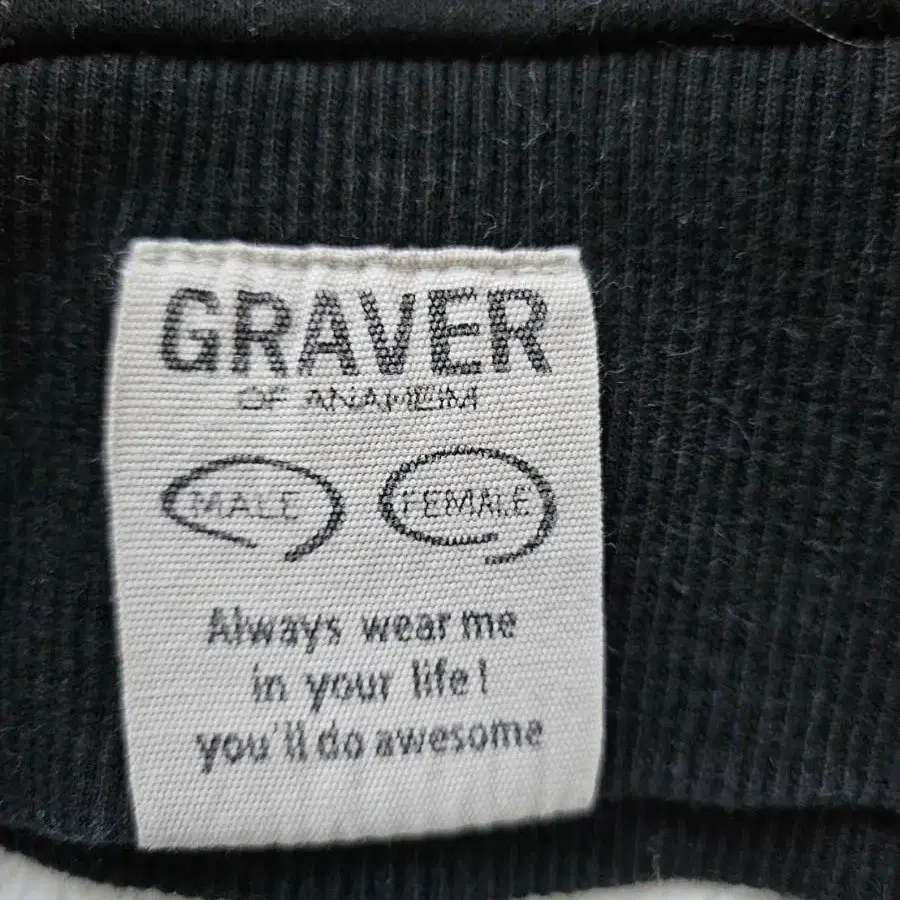 GRAVER
OF ANAHEIM
MALE FEMALE
Always wear me
in your life!
you'll do awesome